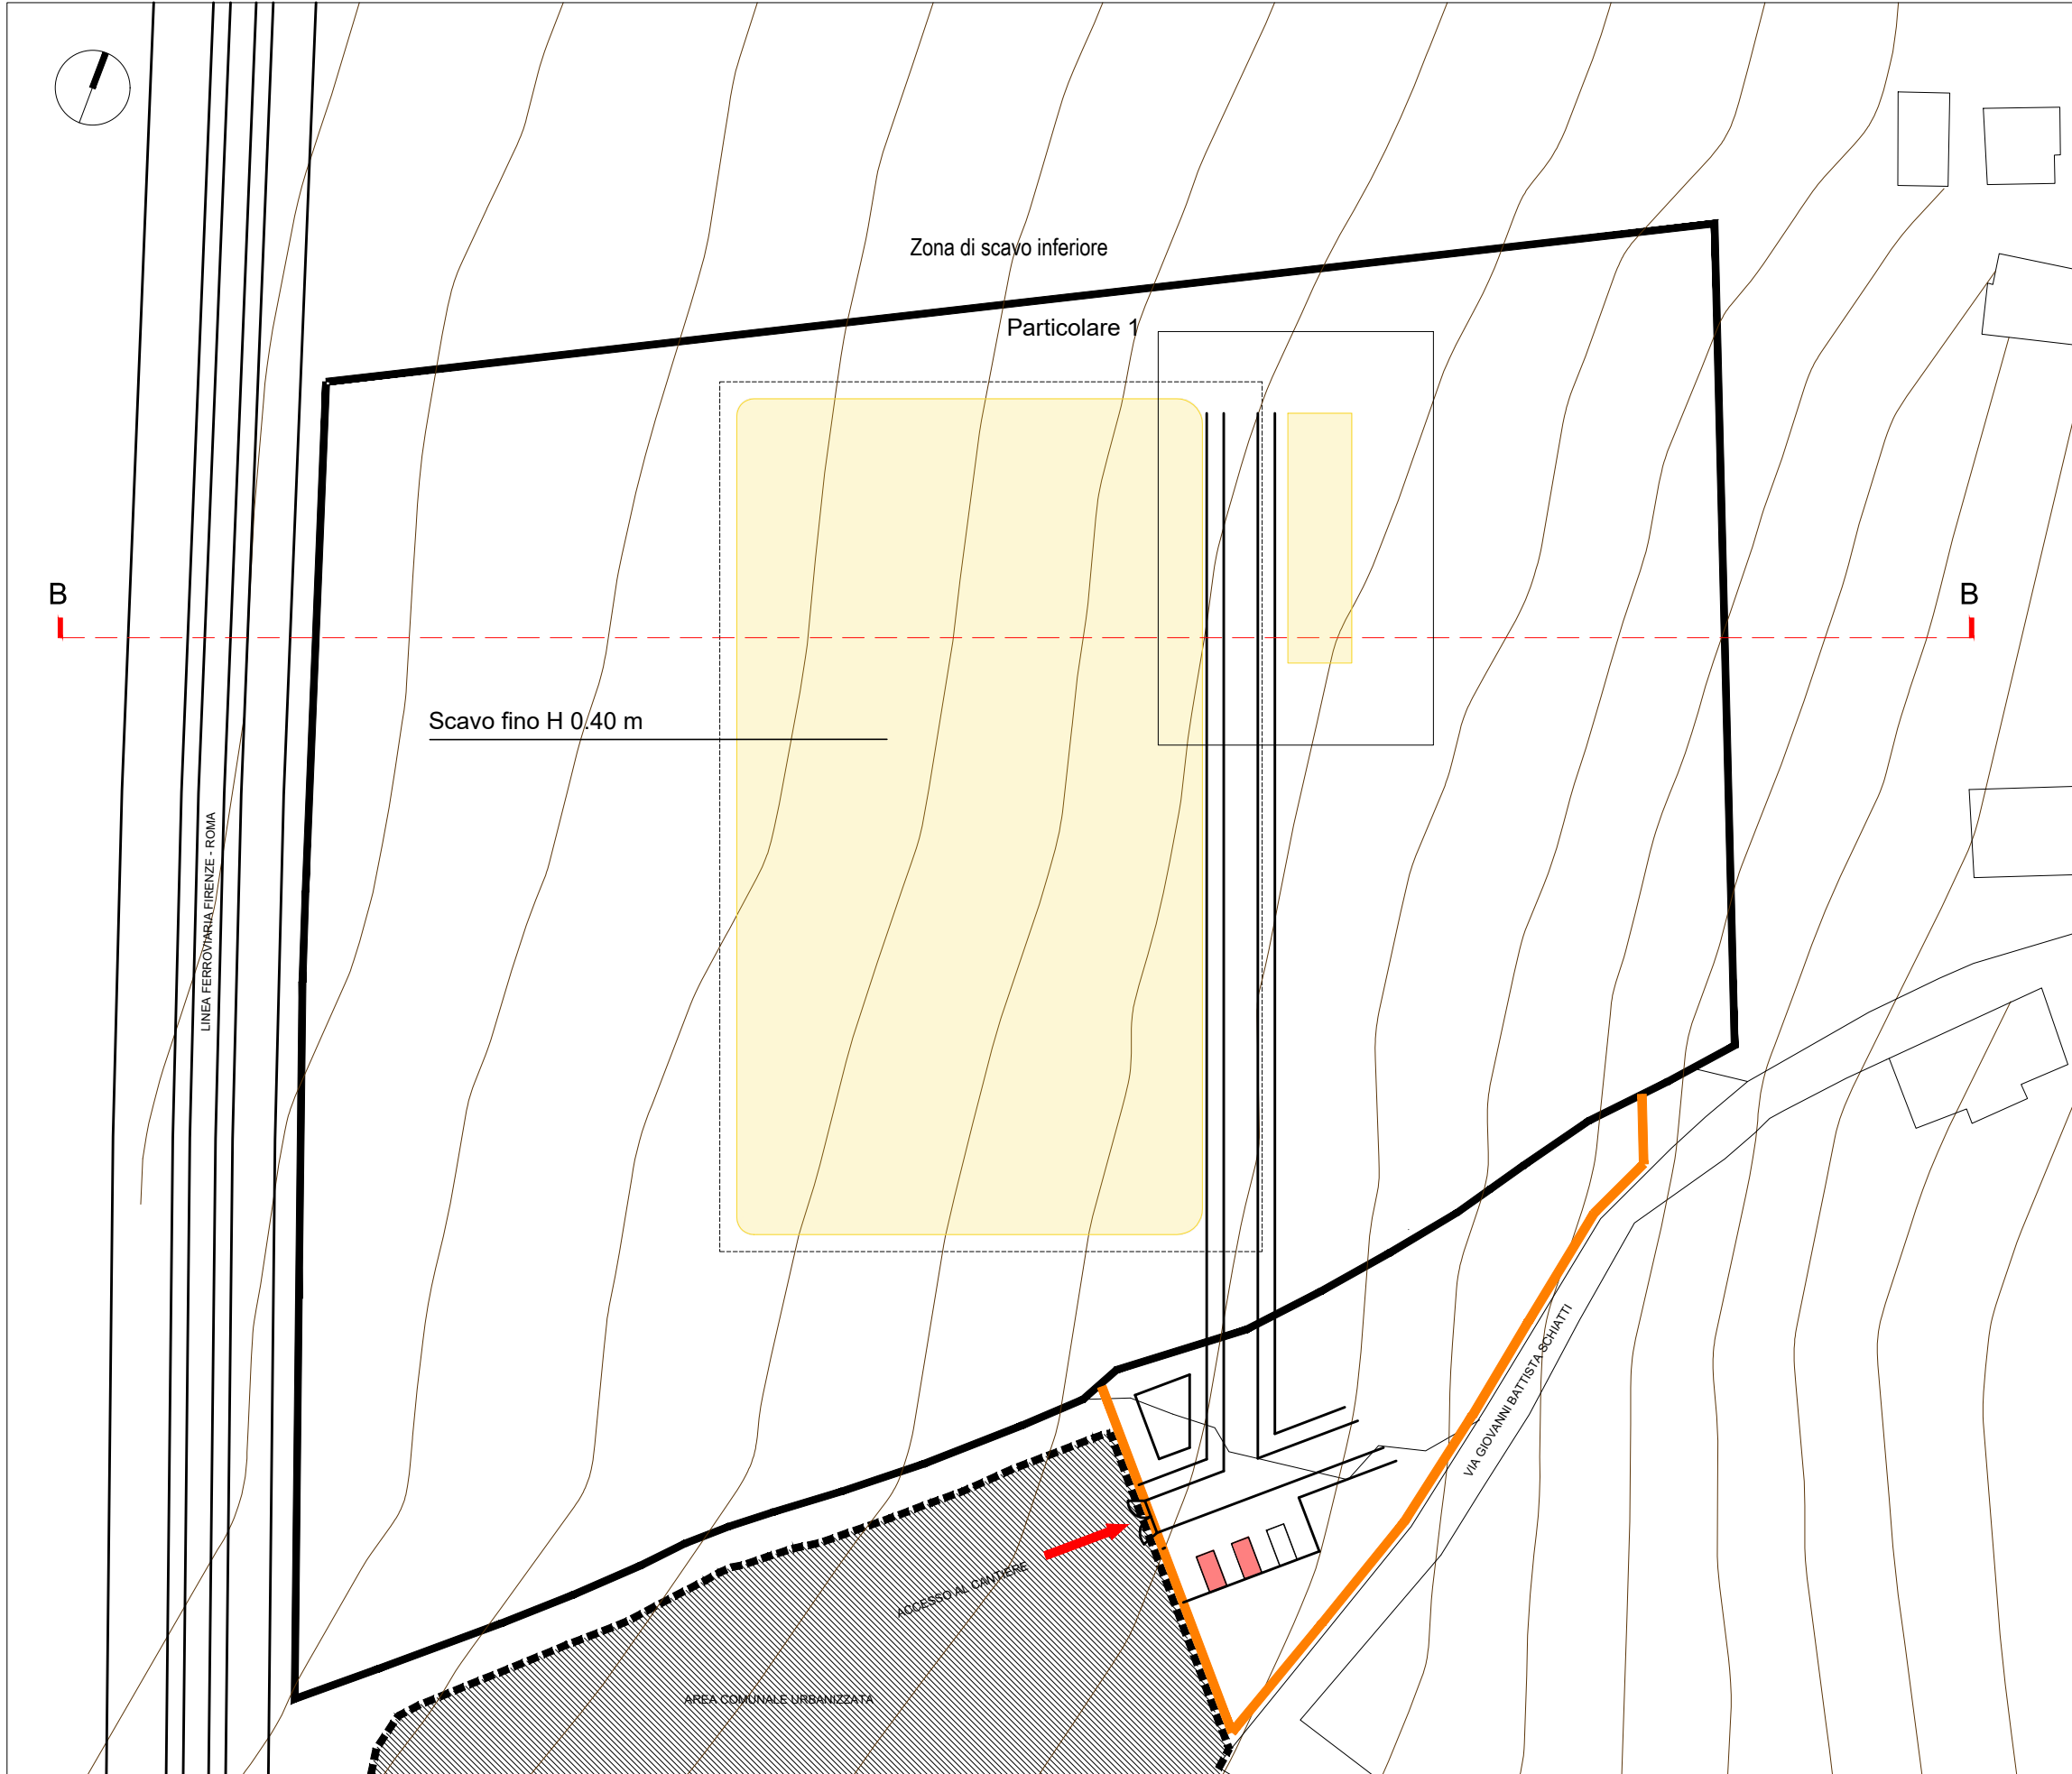 Zona di scavo inferiore
Particolare 1
B
B
Scavo fino H 0.40 m
LINEA FERROVIARIA FIRENZE - ROMA
VIA GIOVANNI BATTISTA SCHIATTI
ACCESSO AL CANTIERE
AREA COMUNALE URBANIZZATA